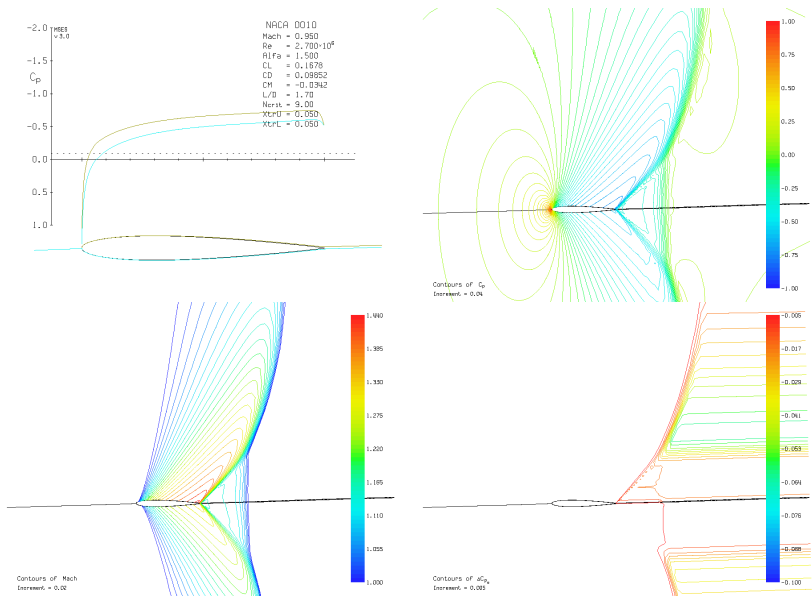 NACA 0010
MSES
v 3.0
Mach = 0.950
Re = 2.700×10⁶
Alfa = 1.500
CL = 0.1678
CD = 0.09852
CM = -0.0342
L/D = 1.70
Ncrit = 9.00
XtrU = 0.050
XtrL = 0.050
-2.0
-1.5
Cp
-1.0
-0.5
0.0
0.5
1.0
1.00
0.75
0.50
0.25
0.00
-0.25
-0.50
-0.75
-1.00
Contours of Cp
Increment = 0.04
1.440
1.385
1.330
1.275
1.220
1.165
1.110
1.055
1.000
Contours of Mach
Increment = 0.02
-0.005
-0.017
-0.029
-0.041
-0.053
-0.064
-0.076
-0.088
-0.100
Contours of ΔCp₀
Increment = 0.005